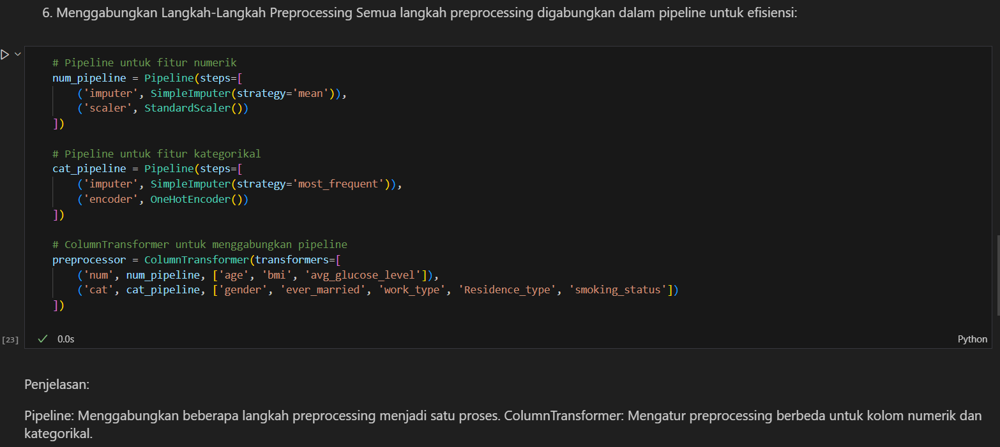 6. Menggabungkan Langkah-Langkah Preprocessing Semua langkah preprocessing digabungkan dalam pipeline untuk efisiensi:
# Pipeline untuk fitur numerik
num_pipeline = Pipeline(steps=[
    ('imputer', SimpleImputer(strategy='mean')),
    ('scaler', StandardScaler())
])
# Pipeline untuk fitur kategorikal
cat_pipeline = Pipeline(steps=[
    ('imputer', SimpleImputer(strategy='most_frequent')),
    ('encoder', OneHotEncoder())
])
# ColumnTransformer untuk menggabungkan pipeline
preprocessor = ColumnTransformer(transformers=[
    ('num', num_pipeline, ['age', 'bmi', 'avg_glucose_level']),
    ('cat', cat_pipeline, ['gender', 'ever_married', 'work_type', 'Residence_type', 'smoking_status'])
])
[23] 0.0s Python
Penjelasan:
Pipeline: Menggabungkan beberapa langkah preprocessing menjadi satu proses. ColumnTransformer: Mengatur preprocessing berbeda untuk kolom numerik dan
kategorikal.